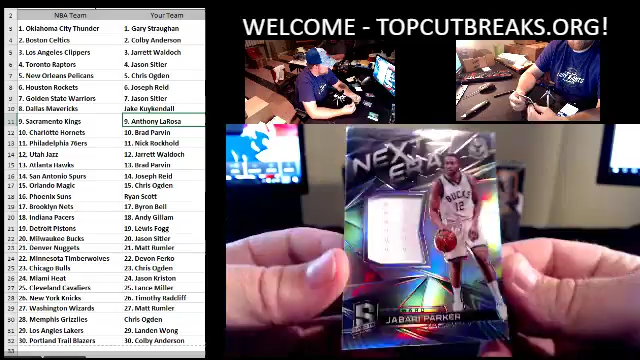 WELCOME - TOPCUTBREAKS.ORG!
NBA Team Your Team
1. Oklahoma City Thunder 1. Gary Straughan
2. Boston Celtics 2. Colby Anderson
3. Los Angeles Clippers 3. Jarrett Waldoch
4. Toronto Raptors 4. Jason Sitler
5. New Orleans Pelicans 5. Chris Ogden
6. Houston Rockets 6. Joseph Reid
7. Golden State Warriors 7. Jason Sitler
8. Dallas Mavericks Jake Kuykendall
9. Sacramento Kings 9. Anthony LaRosa
10. Charlotte Hornets 10. Brad Parvin
11. Philadelphia 76ers 11. Nick Rockhold
12. Utah Jazz 12. Jarrett Waldoch
13. Atlanta Hawks 13. Brad Parvin
14. San Antonio Spurs 14. Joseph Reid
15. Orlando Magic 15. Chris Ogden
16. Phoenix Suns Ryan Scott
17. Brooklyn Nets 17. Byron Bell
18. Indiana Pacers 18. Andy Gillam
19. Detroit Pistons 19. Lewis Fogg
20. Milwaukee Bucks 20. Jason Sitler
21. Denver Nuggets 21. Matt Rumler
22. Minnesota Timberwolves 22. Devon Ferko
23. Chicago Bulls 23. Chris Ogden
24. Miami Heat 24. Jason Kriston
25. Cleveland Cavaliers 25. Lance Miller
26. New York Knicks 26. Timothy Radcliff
27. Washington Wizards 27. Matt Rumler
28. Memphis Grizzlies Chris Ogden
29. Los Angeles Lakers 29. Landen Wong
30. Portland Trail Blazers 30. Colby Anderson
NEXT
ERA
BUCKS
12
JABARI PARKER